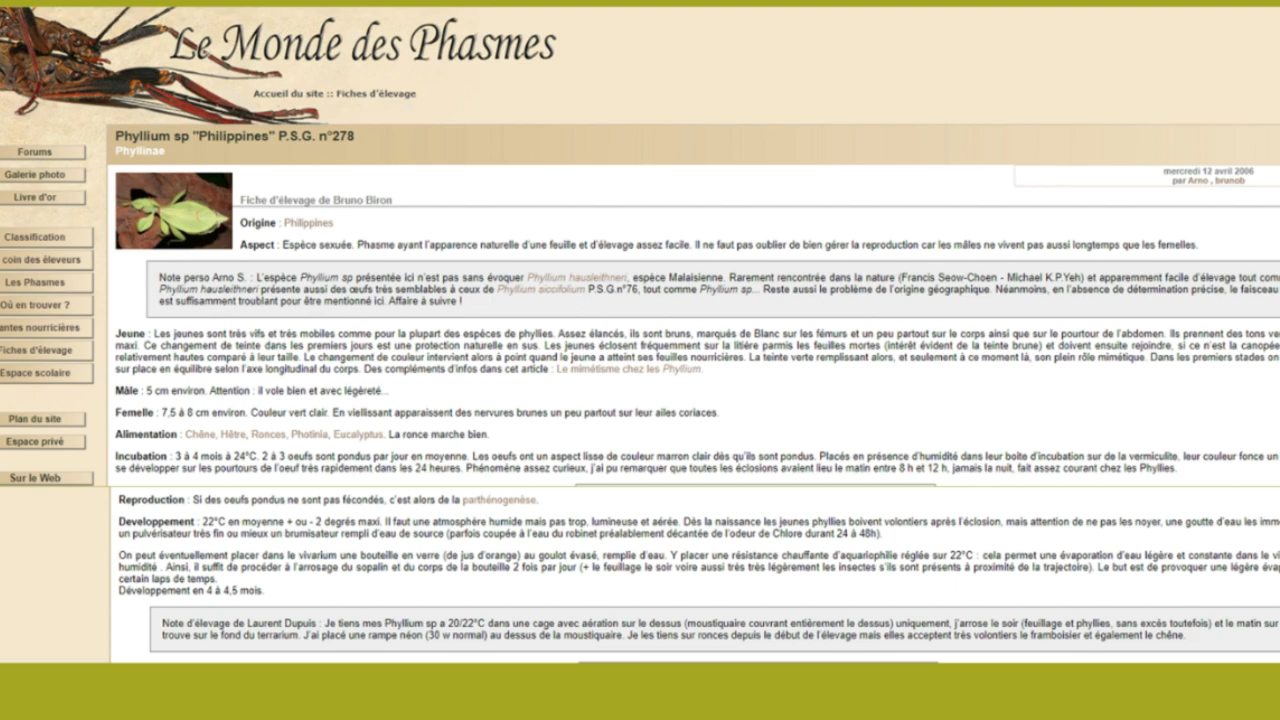 Le Monde des Phasmes
Accueil du site :: Fiches d'élevage
Phyllium sp "Philippines" P.S.G. n°278
Phyllinae
Forums
Galerie photo
Livre d'or
Classification
coin des éleveurs
Les Phasmes
Où en trouver ?
nourricières
Fiches d'élevage
Espace scolaire
Plan du site
Espace privé
Sur le Web
mercredi 12 avril 2006
par Arno , brunob
Fiche d'élevage de Bruno Biron
Origine : Philippines
Aspect : Espèce sexuée. Phasme ayant l'apparence naturelle d'une feuille et d'élevage assez facile. Il ne faut pas oublier de bien gérer la reproduction car les mâles ne vivent pas aussi longtemps que les femelles.
Note perso Arno S. : L'espèce Phyllium sp présentée ici n'est pas sans évoquer Phyllium hausleithneri, espèce Malaisienne. Rarement rencontrée dans la nature (Francis Seow-Choen - Michael K.P.Yeh) et apparemment facile d'élevage tout
Phyllium hausleithneri présente aussi des œufs très semblables à ceux de Phyllium siccifolium P.S.G.n°76, tout comme Phyllium sp... Reste aussi le problème de l'origine géographique. Néanmoins, en l'absence de détermination précise, le faisceau
est suffisamment troublant pour être mentionné ici. Affaire à suivre !
Jeune : Les jeunes sont très vifs et très mobiles comme pour la plupart des espèces de phyllies. Assez élancés, ils sont bruns, marqués de Blanc sur les fémurs et un peu partout sur le corps ainsi que sur le pourtour de l'abdomen. Ils prennent des tons
maxi. Ce changement de teinte dans les premiers jours est une protection naturelle en sus. Les jeunes éclosent fréquemment sur la litière parmis les feuilles mortes (intérêt évident de la teinte brune) et doivent ensuite rejoindre, si ce n'est la canopée
relativement hautes comparé à leur taille. Le changement de couleur intervient alors à point quand le jeune a atteint ses feuilles nourricières. La teinte verte remplissant alors, et seulement à ce moment là, son plein rôle mimétique. Dans les premiers stades
sur place en équilibre selon l'axe longitudinal du corps. Des compléments d'infos dans cet article : Le mimétisme chez les Phyllium.
Mâle : 5 cm environ. Attention : il vole bien et avec légèreté...
Femelle : 7,5 à 8 cm environ. Couleur vert clair. En vieillissant apparaissent des nervures brunes un peu partout sur leur ailes coriaces.
Alimentation : Chêne, Hêtre, Ronces, Photinia, Eucalyptus. La ronce marche bien.
Incubation : 3 à 4 mois à 24°C. 2 à 3 oeufs sont pondus par jour en moyenne. Les oeufs ont un aspect lisse de couleur marron clair dès qu'ils sont pondus. Placés en présence d'humidité dans leur boite d'incubation sur de la vermiculite, leur couleur fonce un
se développer sur les pourtours de l'oeuf très rapidement dans les 24 heures. Phénomène assez curieux, j'ai pu remarquer que toutes les éclosions avaient lieu le matin entre 8 h et 12 h, jamais la nuit, fait assez courant chez les Phyllies.
Reproduction : Si des oeufs pondus ne sont pas fécondés, c'est alors de la parthénogenèse.
Developpement : 22°C en moyenne + ou - 2 degrés maxi. Il faut une atmosphère humide mais pas trop, lumineuse et aérée. Dès la naissance les jeunes phyllies boivent volontiers après l'éclosion, mais attention de ne pas les noyer, une goutte d'eau les
un pulvérisateur très fin ou mieux un brumisateur rempli d'eau de source (parfois coupée à l'eau du robinet préalablement décantée de l'odeur de Chlore durant 24 à 48h).
On peut éventuellement placer dans le vivarium une bouteille en verre (de jus d'orange) au goulot évasé, remplie d'eau. Y placer une résistance chauffante d'aquariophilie réglée sur 22°C : cela permet une évaporation d'eau légère et constante dans le
humidité . Ainsi, il suffit de procéder à l'arrosage du sopalin et du corps de la bouteille 2 fois par jour (+ le feuillage le soir voire aussi très très légèrement les insectes s'ils sont présents à proximité de la trajectoire). Le but est de provoquer une légère
certain laps de temps.
Développement en 4 à 4,5 mois.
Note d'élevage de Laurent Dupuis : Je tiens mes Phyllium sp a 20/22°C dans une cage avec aération sur le dessus (moustiquaire couvrant entièrement le dessus) uniquement, j'arrose le soir (feuillage et phyllies, sans excès toutefois) et le matin sur
trouve sur le fond du terrarium. J'ai placé une rampe néon (30 w normal) au dessus de la moustiquaire. Je les tiens sur ronces depuis le début de l'élevage mais elles acceptent très volontiers le framboisier et également le chêne.